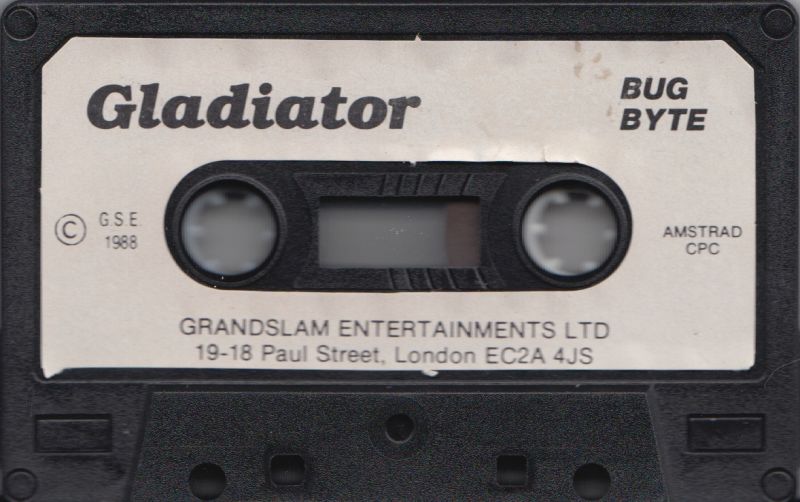 Gladiator
BUG
BYTE
© G.S.E.
1988
AMSTRAD
CPC
GRANDSLAM ENTERTAINMENTS LTD
19-18 Paul Street, London EC2A 4JS